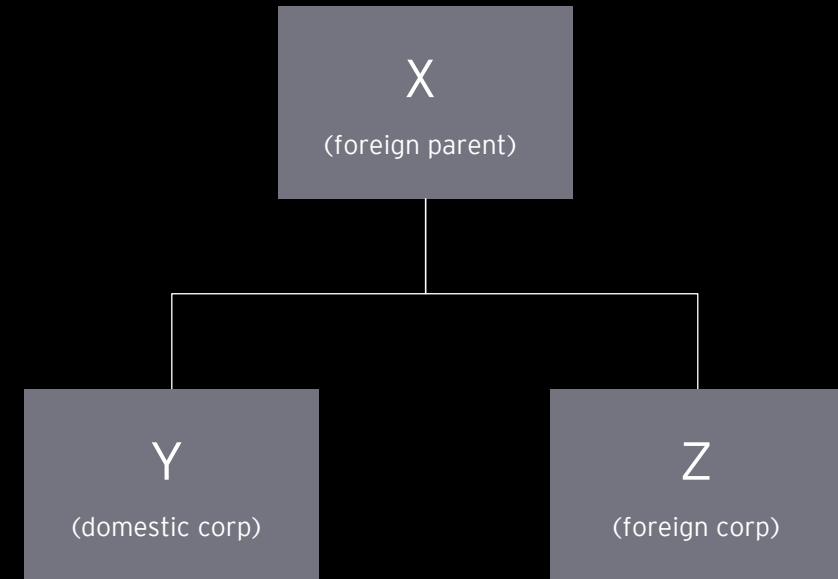 X
(foreign parent)
Y
(domestic corp)
Z
(foreign corp)